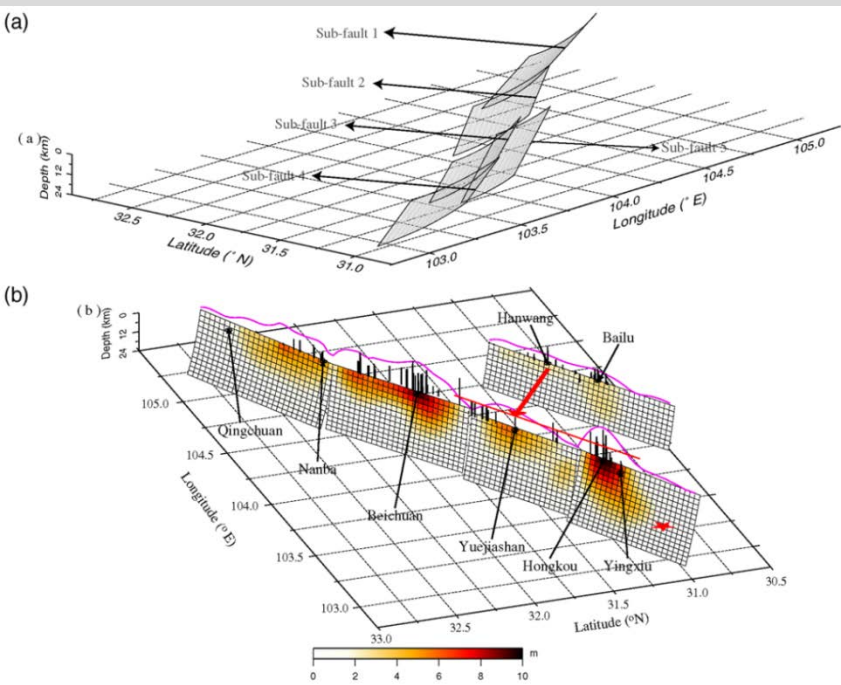 (a)
Sub-fault 1
Sub-fault 2
Sub-fault 3
Sub-fault 4
Sub-fault 5
( a )
Depth (km)
0
12
24
32.5
32.0
31.5
31.0
Latitude (° N)
103.0
103.5
104.0
104.5
105.0
Longitude (° E)
(b)
( b )
Depth (km)
0
12
24
Hanwang
Bailu
Qingchuan
Nanba
Beichuan
Yuejiashan
Hongkou
Yingxiu
105.0
104.5
104.0
103.5
103.0
Longitude (° E)
33.0
32.5
32.0
31.5
31.0
30.5
Latitude (°N)
m
0 2 4 6 8 10